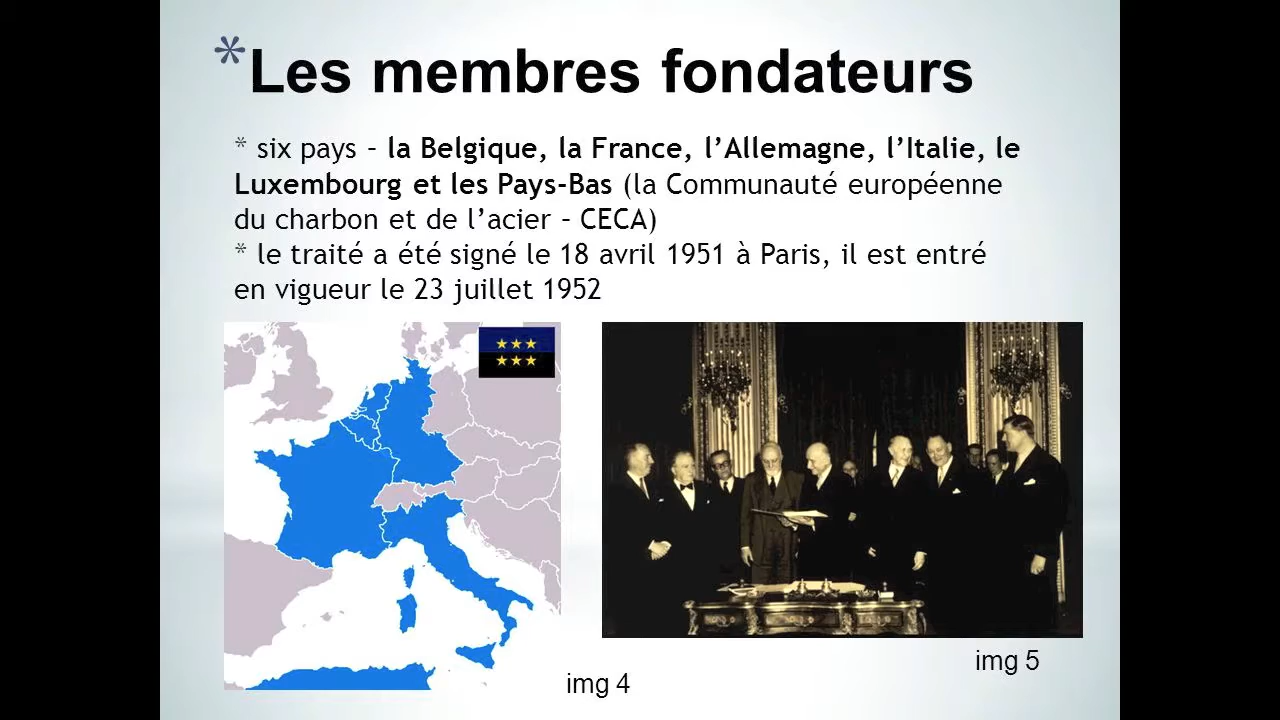 * Les membres fondateurs
* six pays – la Belgique, la France, l’Allemagne, l’Italie, le
Luxembourg et les Pays-Bas (la Communauté européenne
du charbon et de l’acier – CECA)
* le traité a été signé le 18 avril 1951 à Paris, il est entré
en vigueur le 23 juillet 1952
img 5
img 4